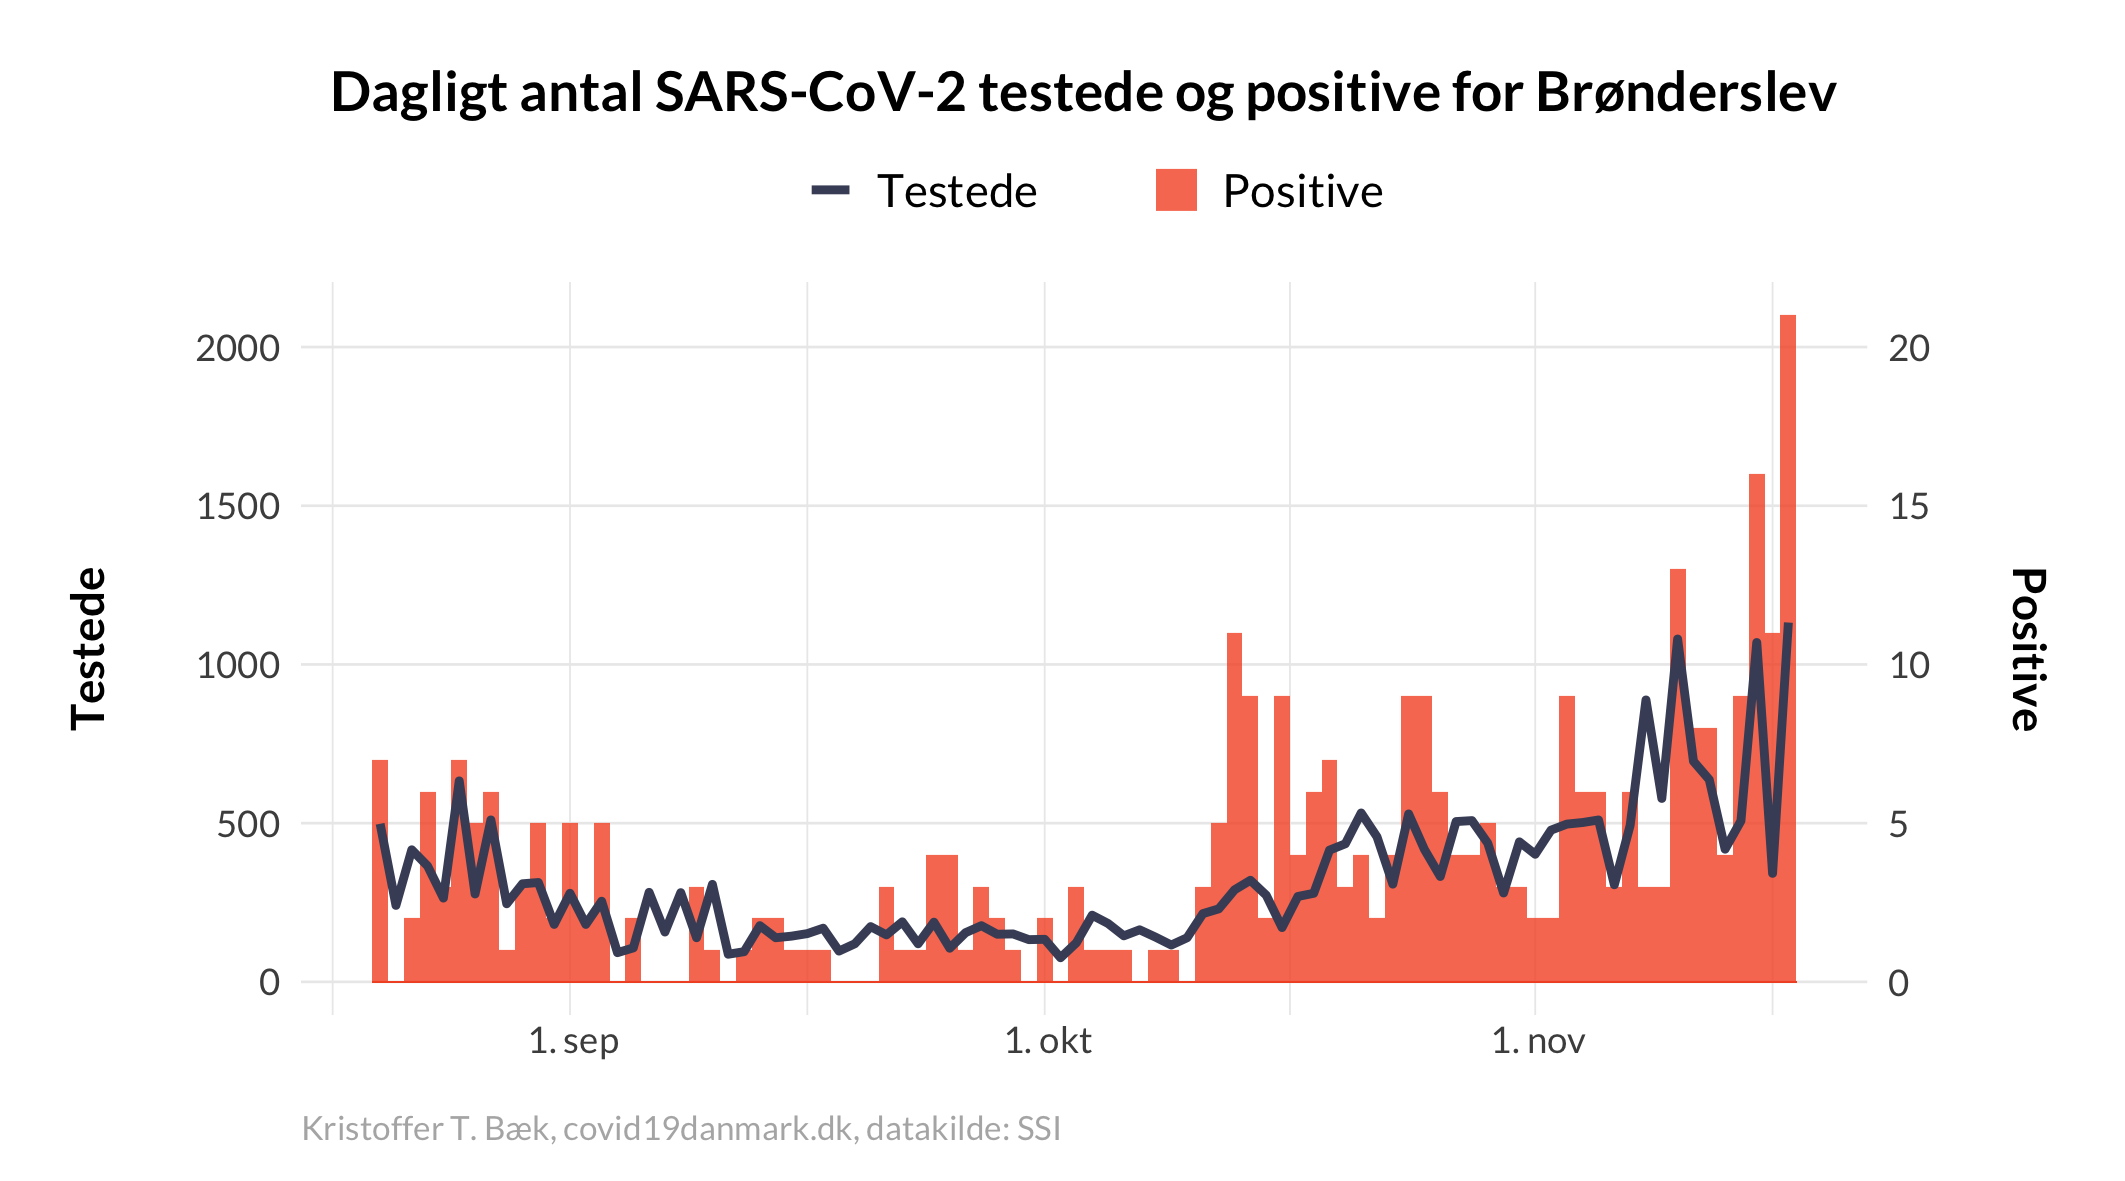 Dagligt antal SARS-CoV-2 testede og positive for Brønderslev
Testede
Positive
2000
1500
1000
500
0
20
15
10
5
0
Testede
Positive
1. sep
1. okt
1. nov
Kristoffer T. Bæk, covid19danmark.dk, datakilde: SSI